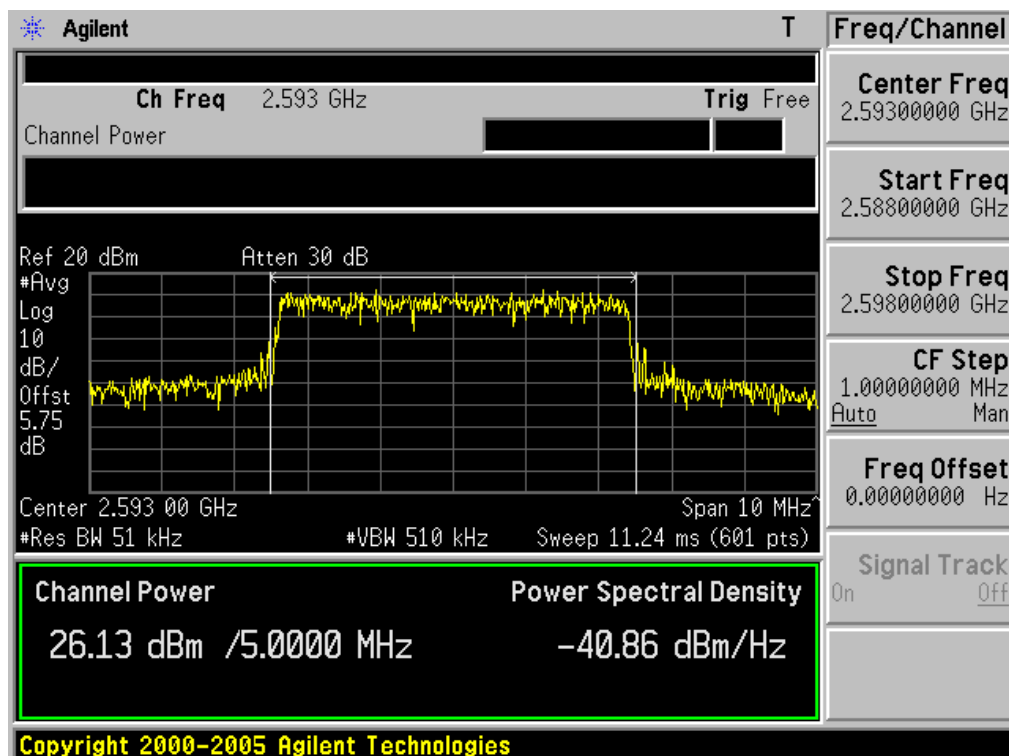 Agilent T Freq/Channel
Ch Freq 2.593 GHz Trig Free
Channel Power
Center Freq
2.59300000 GHz
Start Freq
2.58800000 GHz
Stop Freq
2.59800000 GHz
CF Step
1.00000000 MHz
Auto Man
Freq Offset
0.00000000 Hz
Signal Track
On Off
Ref 20 dBm Atten 30 dB
#Avg
Log
10
dB/
Offst
5.75
dB
Center 2.593 00 GHz Span 10 MHz^
#Res BW 51 kHz #VBW 510 kHz Sweep 11.24 ms (601 pts)
Channel Power Power Spectral Density
26.13 dBm /5.0000 MHz -40.86 dBm/Hz
Copyright 2000-2005 Agilent Technologies